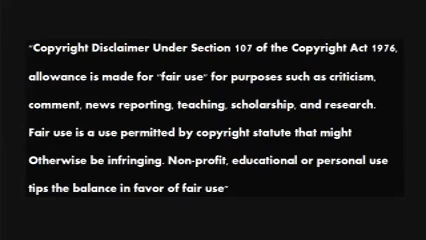 "Copyright Disclaimer Under Section 107 of the Copyright Act 1976,
allowance is made for "fair use" for purposes such as criticism,
comment, news reporting, teaching, scholarship, and research.
Fair use is a use permitted by copyright statute that might
Otherwise be infringing. Non-profit, educational or personal use
tips the balance in favor of fair use"